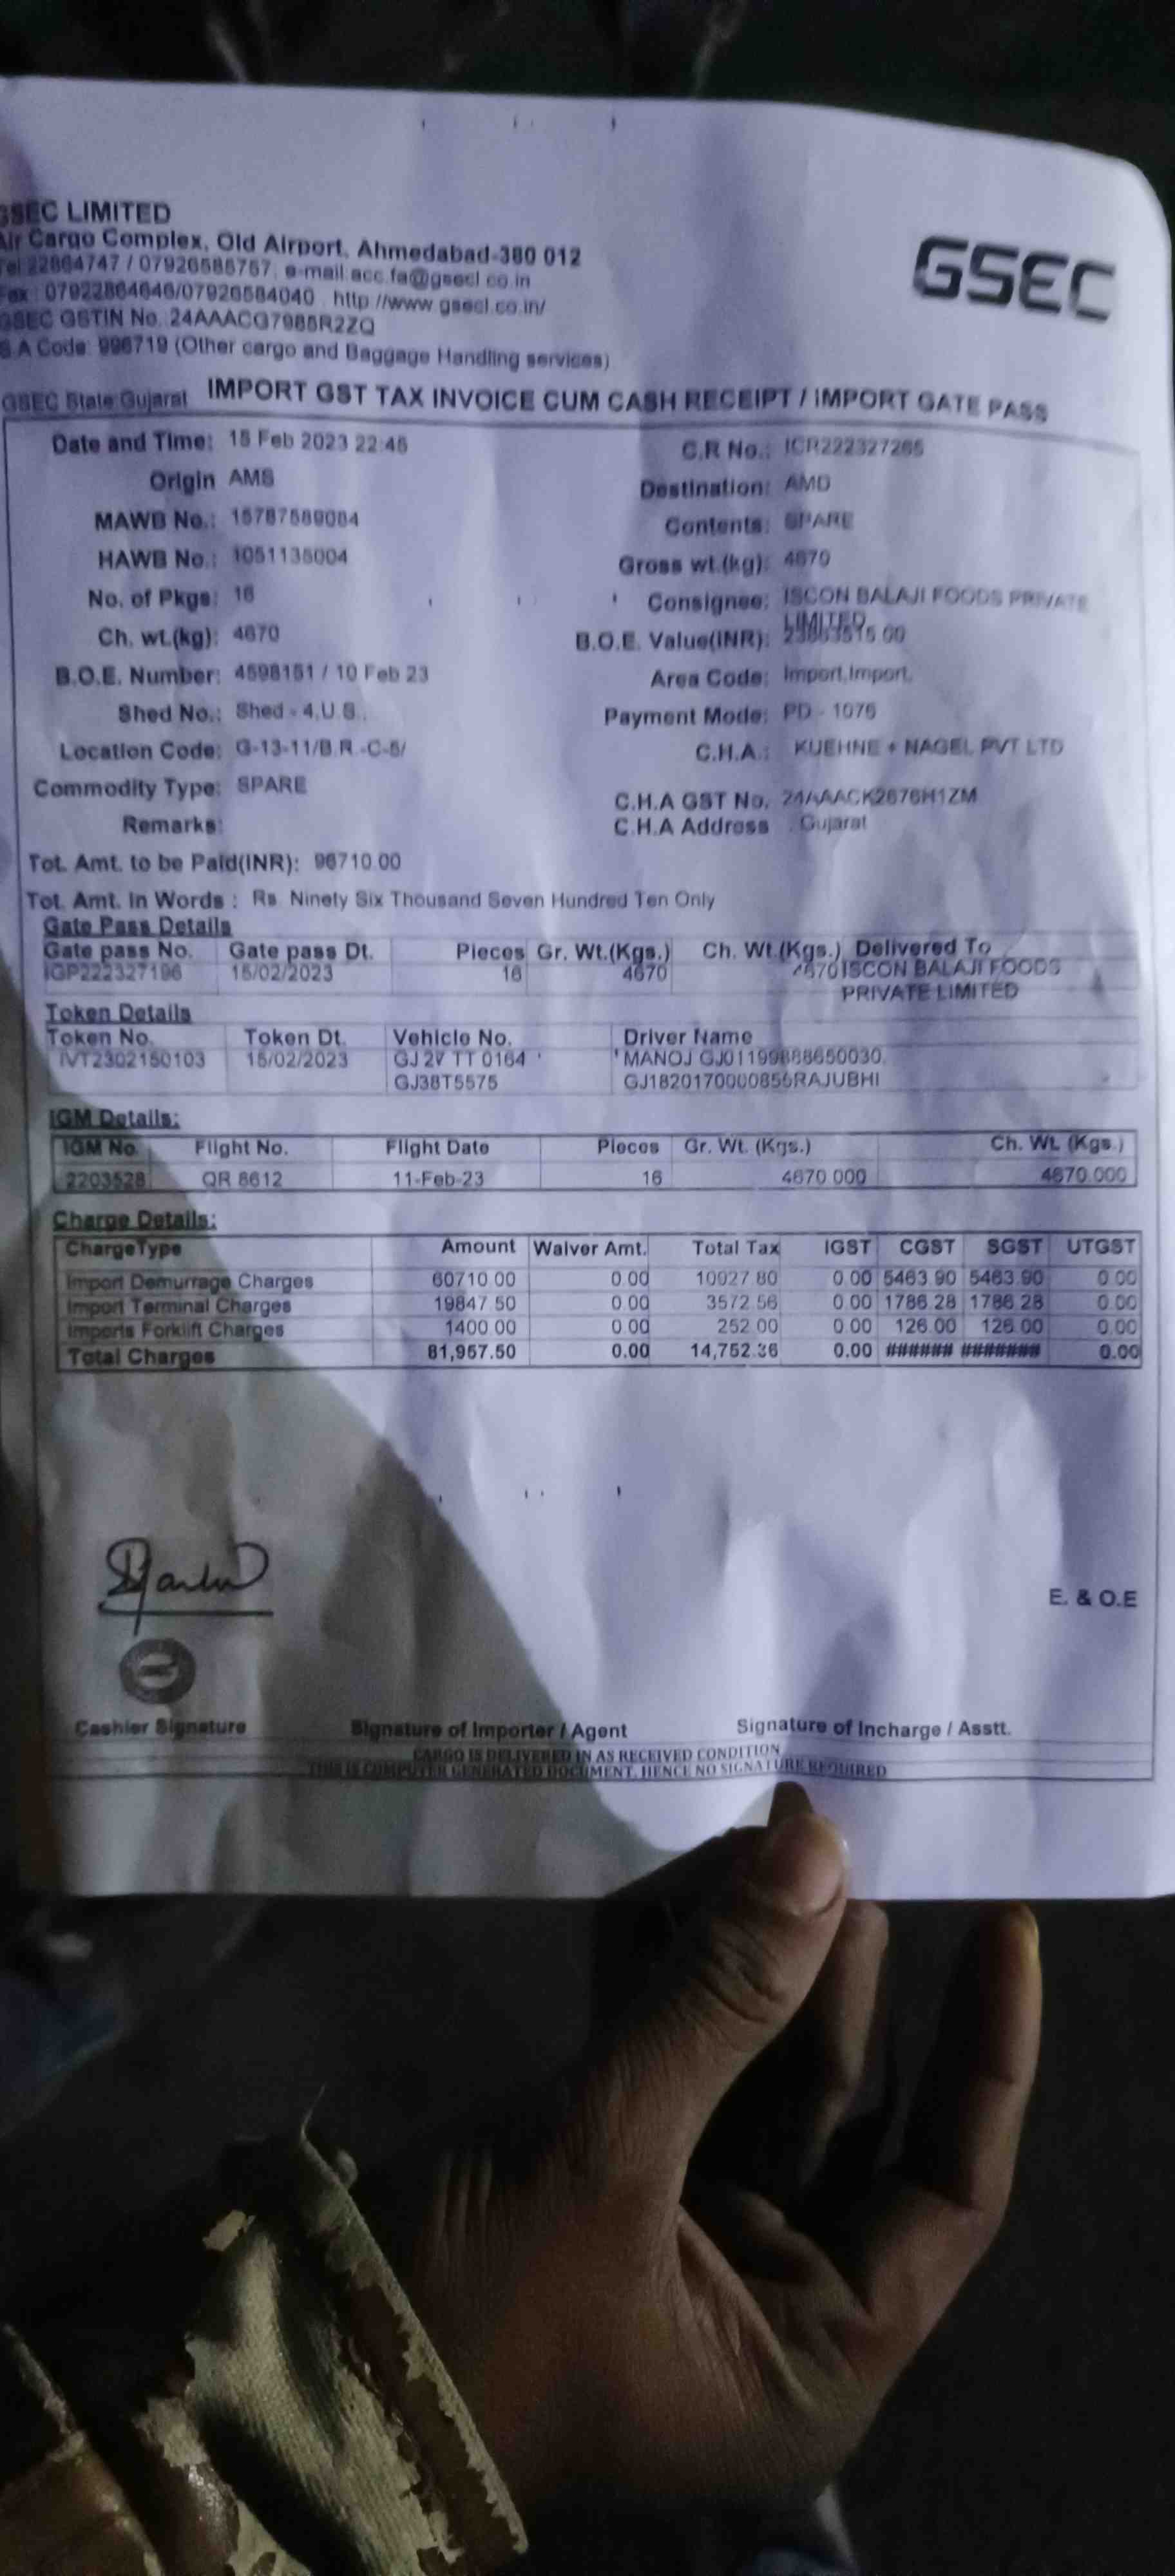 GSEC LIMITED
Air Cargo Complex, Old Airport, Ahmedabad-380 012
Tel:22864747 / 07926585757, e-mail:acc.fa@gsecl.co.in
Fax : 07922864646/07926584040 , http://www.gsecl.co.in/
GSEC GSTIN No. 24AAACG7985R2ZQ
S A Code: 996719 (Other cargo and Baggage Handling services)
GSEC
GSEC State:Gujarat IMPORT GST TAX INVOICE CUM CASH RECEIPT / IMPORT GATE PASS
Date and Time: 15 Feb 2023 22:45 C.R No.: ICR222327265
Origin AMS Destination: AMD
MAWB No.: 15787589084 Contents: SPARE
HAWB No.: 1051135004 Gross wt.(kg): 4670
No. of Pkgs: 16 Consignee: ISCON BALAJI FOODS PRIVATE LIMITED
Ch. wt.(kg): 4670 B.O.E. Value(INR):
B.O.E. Number: 4598151 / 10 Feb 23 Area Code: Import,Import,
Shed No.: Shed - 4,U.S., Payment Mode: PD - 1076
Location Code: G-13-11/B.R.-C-5/ C.H.A.: KUEHNE + NAGEL PVT LTD
Commodity Type: SPARE C.H.A GST No. 24AAACK2676H1ZM
Remarks: C.H.A Address : Gujarat
Tot. Amt. to be Paid(INR): 96710.00
Tot. Amt. In Words : Rs. Ninety Six Thousand Seven Hundred Ten Only
Gate Pass Details
Gate pass No. Gate pass Dt. Pieces Gr. Wt.(Kgs.) Ch. Wt.(Kgs.) Delivered To
IGP222327196 15/02/2023 16 4670 4670 ISCON BALAJI FOODS
PRIVATE LIMITED
Token Details
Token No. Token Dt. Vehicle No. Driver Name
IVT2302150103 15/02/2023 GJ 2V TT 0164 MANOJ GJ01199888650030,
GJ38T5575 GJ1820170000856RAJUBHI
IGM Details:
IGM No. Flight No. Flight Date Pieces Gr. Wt. (Kgs.) Ch. Wt. (Kgs.)
2203528 QR 8612 11-Feb-23 16 4670.000 4670.000
Charge Details:
ChargeType Amount Waiver Amt. Total Tax IGST CGST SGST UTGST
Import Demurrage Charges 60710.00 0.00 10927.80 0.00 5463.90 5463.90 0.00
Import Terminal Charges 19847.50 0.00 3572.56 0.00 1786.28 1786.28 0.00
Imports Forklift Charges 1400.00 0.00 252.00 0.00 126.00 126.00 0.00
Total Charges 81,957.50 0.00 14,752.36 0.00 ###### ####### 0.00
E. & O.E
Cashier Signature Signature of Importer / Agent Signature of Incharge / Asstt.
CARGO IS DELIVERED IN AS RECEIVED CONDITION
THIS IS COMPUTER GENERATED DOCUMENT, HENCE NO SIGNATURE REQUIRED